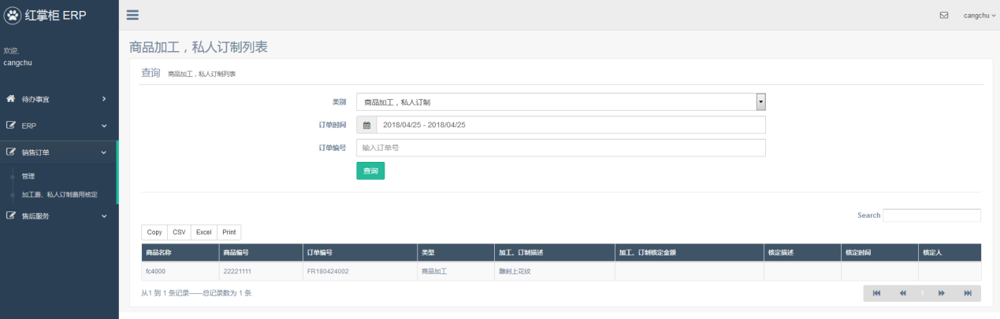 红掌柜 ERP
cangchu
欢迎,
cangchu
待办事宜
ERP
销售订单
管理
加工费、私人订制费用核定
售后服务
商品加工，私人订制列表
查询 商品加工，私人订制列表
类别 商品加工，私人订制
订单时间 2018/04/25 - 2018/04/25
订单编号 输入订单号
查询
Search
Copy CSV Excel Print
商品名称 商品编号 订单编号 类型 加工、订制描述 加工、订制核定金额 核定描述 核定时间 核定人
fc4000 22221111 FR180424002 商品加工 雕刻上花纹
从1 到 1 条记录——总记录数为 1 条
1